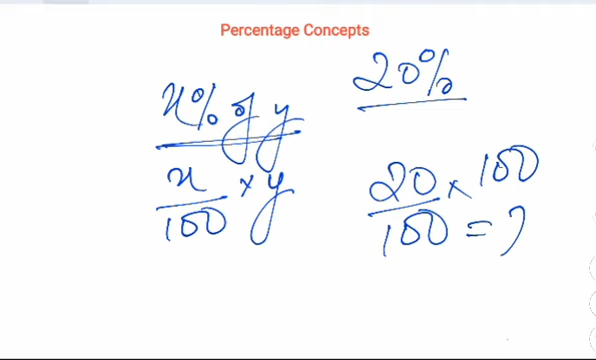 Percentage Concepts
x% of y
x/100 × y
20%
20/100 × 100 = ?